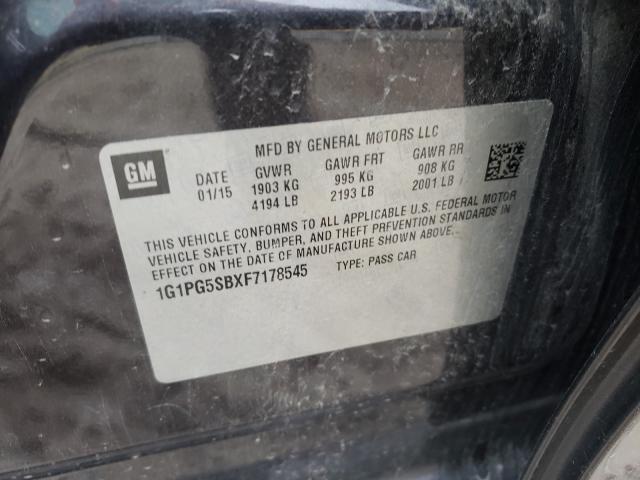 MFD BY GENERAL MOTORS LLC
GM
DATE GVWR GAWR FRT GAWR RR
01/15 1903 KG 995 KG 908 KG
4194 LB 2193 LB 2001 LB
THIS VEHICLE CONFORMS TO ALL APPLICABLE U.S. FEDERAL MOTOR
VEHICLE SAFETY, BUMPER, AND THEFT PREVENTION STANDARDS IN
EFFECT ON THE DATE OF MANUFACTURE SHOWN ABOVE.
1G1PG5SBXF7178545 TYPE: PASS CAR